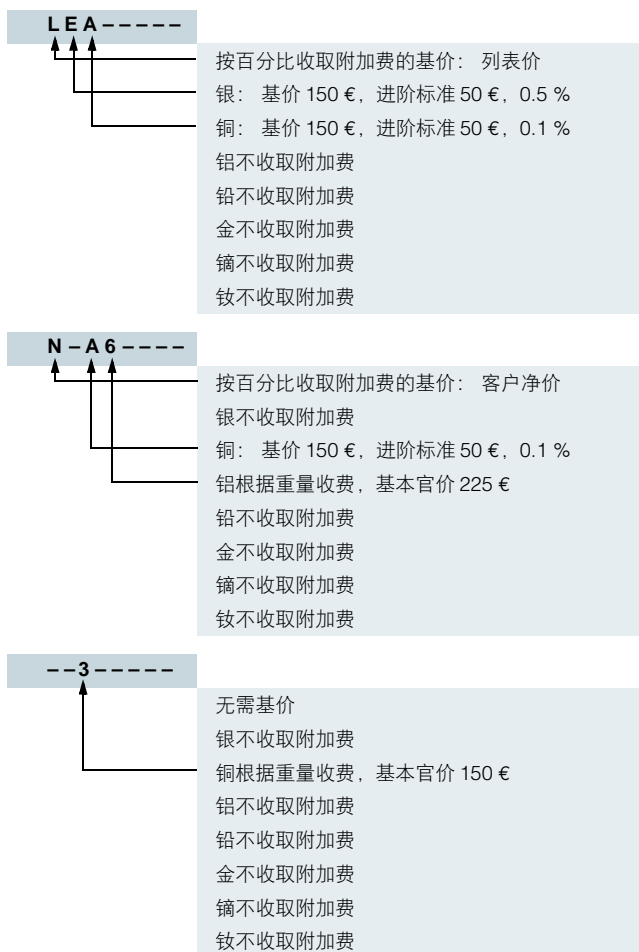 L E A – – – – –
按百分比收取附加费的基价： 列表价
银： 基价 150 €，进阶标准 50 €，0.5 %
铜： 基价 150 €，进阶标准 50 €，0.1 %
铝不收取附加费
铅不收取附加费
金不收取附加费
镝不收取附加费
钕不收取附加费
N – A 6 – – – –
按百分比收取附加费的基价： 客户净价
银不收取附加费
铜： 基价 150 €，进阶标准 50 €，0.1 %
铝根据重量收费，基本官价 225 €
铅不收取附加费
金不收取附加费
镝不收取附加费
钕不收取附加费
– – 3 – – – – –
无需基价
银不收取附加费
铜根据重量收费，基本官价 150 €
铝不收取附加费
铅不收取附加费
金不收取附加费
镝不收取附加费
钕不收取附加费